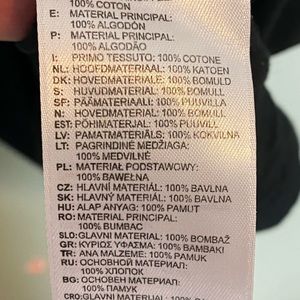 100% COTON
E: MATERIAL PRINCIPAL:
100% ALGODÓN
P: MATERIAL PRINCIPAL:
100% ALGODÃO
I: PRIMO TESSUTO: 100% COTONE
NL: HOOFDMATERIAAL: 100% KATOEN
DK: HOVEDMATERIALE: 100% BOMULD
S: HUVUDMATERIAL: 100% BOMULL
SF: PÄÄMATERIAALI: 100% PUUVILLA
N: HOVEDMATERIALE: 100% BOMULL
EST: PÕHIMATERJAL: 100% PUUVILL
LV: PAMATMATERIĀLS: 100% KOKVILNA
LT: PAGRINDINĖ MEDŽIAGA:
100% MEDVILNĖ
PL: MATERIAŁ PODSTAWOWY:
100% BAWEŁNA
CZ: HLAVNÍ MATERIÁL: 100% BAVLNA
SK: HLAVNÝ MATERIÁL: 100% BAVLNA
HU: ALAP ANYAG: 100% PAMUT
RO: MATERIAL PRINCIPAL:
100% BUMBAC
SLO: GLAVNI MATERIAL: 100% BOMBAŽ
GR: ΚΥΡΙΩΣ ΥΦΑΣΜΑ: 100% ΒΑΜΒΑΚΙ
TR: ANA MALZEME: 100% PAMUK
RU: ОСНОВНОЙ МАТЕРИАЛ:
100% ХЛОПОК
BG: ОСНОВЕН МАТЕРИАЛ:
100% ПАМУК
CRO: GLAVNI MATERIJAL: 100% PAMUK